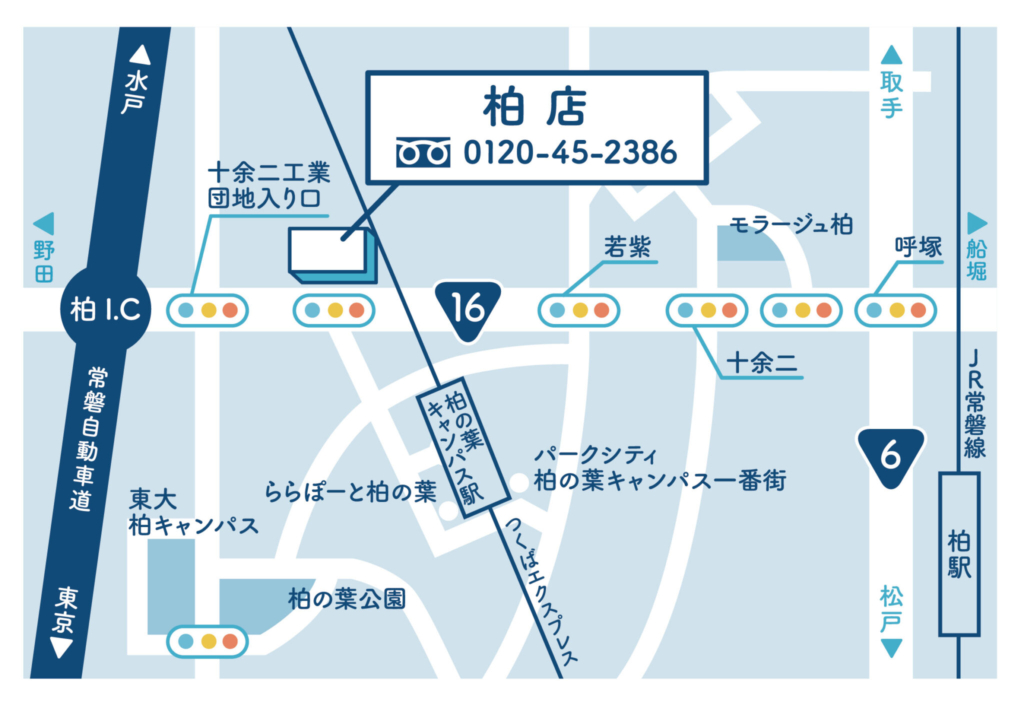 水戸
取手
柏店
0120-45-2386
十余二工業
団地入り口
野田
モラージュ柏
若紫
呼塚
船堀
柏 I.C
16
十余二
JR常磐線
常磐自動車道
柏の葉
キャンパス駅
6
パークシティ
柏の葉キャンパス一番街
ららぽーと柏の葉
東大
柏キャンパス
つくばエクスプレス
柏駅
柏の葉公園
東京
松戸